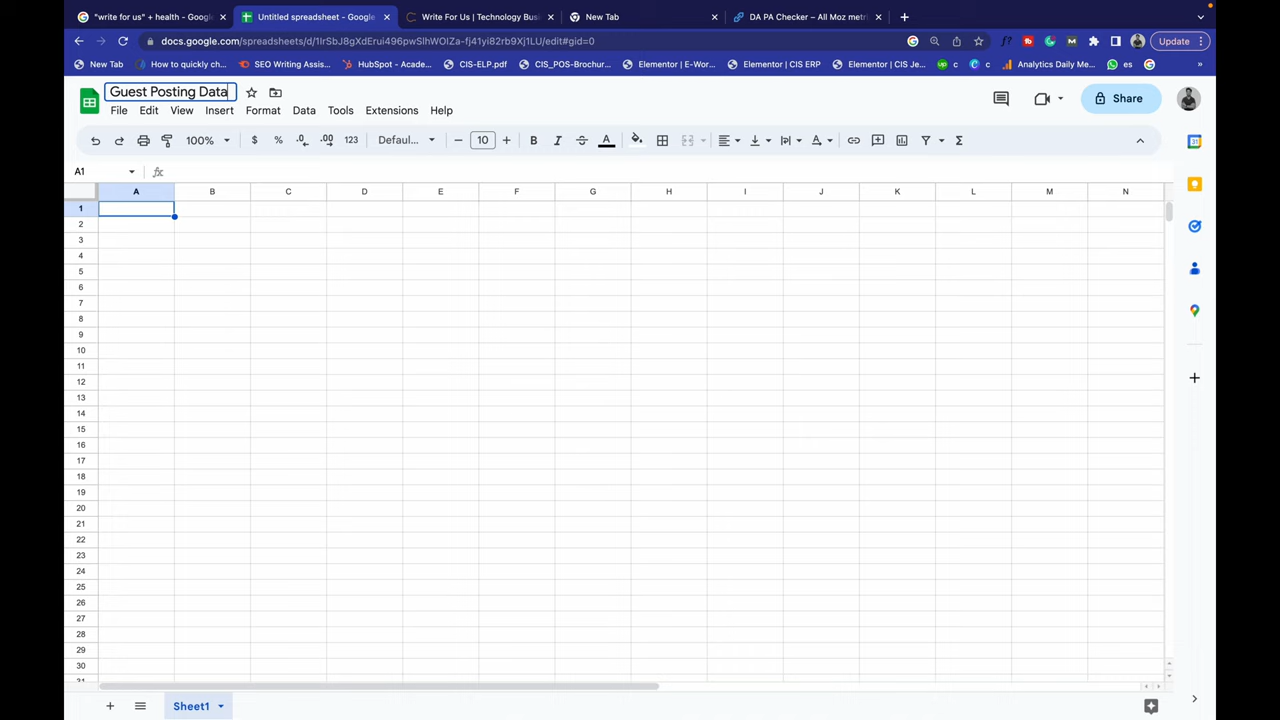 "write for us" + health - Google
Untitled spreadsheet - Google
Write For Us | Technology Busi
New Tab
DA PA Checker – All Moz metr
docs.google.com/spreadsheets/d/1IrSbJ8gXdErui496pwSlhWOIZa-fj41yi82rb9Xj1LU/edit#gid=0
Update
New Tab
How to quickly ch...
SEO Writing Assis...
HubSpot - Acade...
CIS-ELP.pdf
CIS_POS-Brochur...
Elementor | E-Wor...
Elementor | CIS ERP
Elementor | CIS Je...
up c
c
Analytics Daily Me...
es
»
Guest Posting Data
File Edit View Insert Format Data Tools Extensions Help
Share
100% $ % .0 .00 123 Defaul... − 10 + B I S A Σ
A1 fx
A B C D E F G H I J K L M N
1
2
3
4
5
6
7
8
9
10
11
12
13
14
15
16
17
18
19
20
21
22
23
24
25
26
27
28
29
30
31
Sheet1